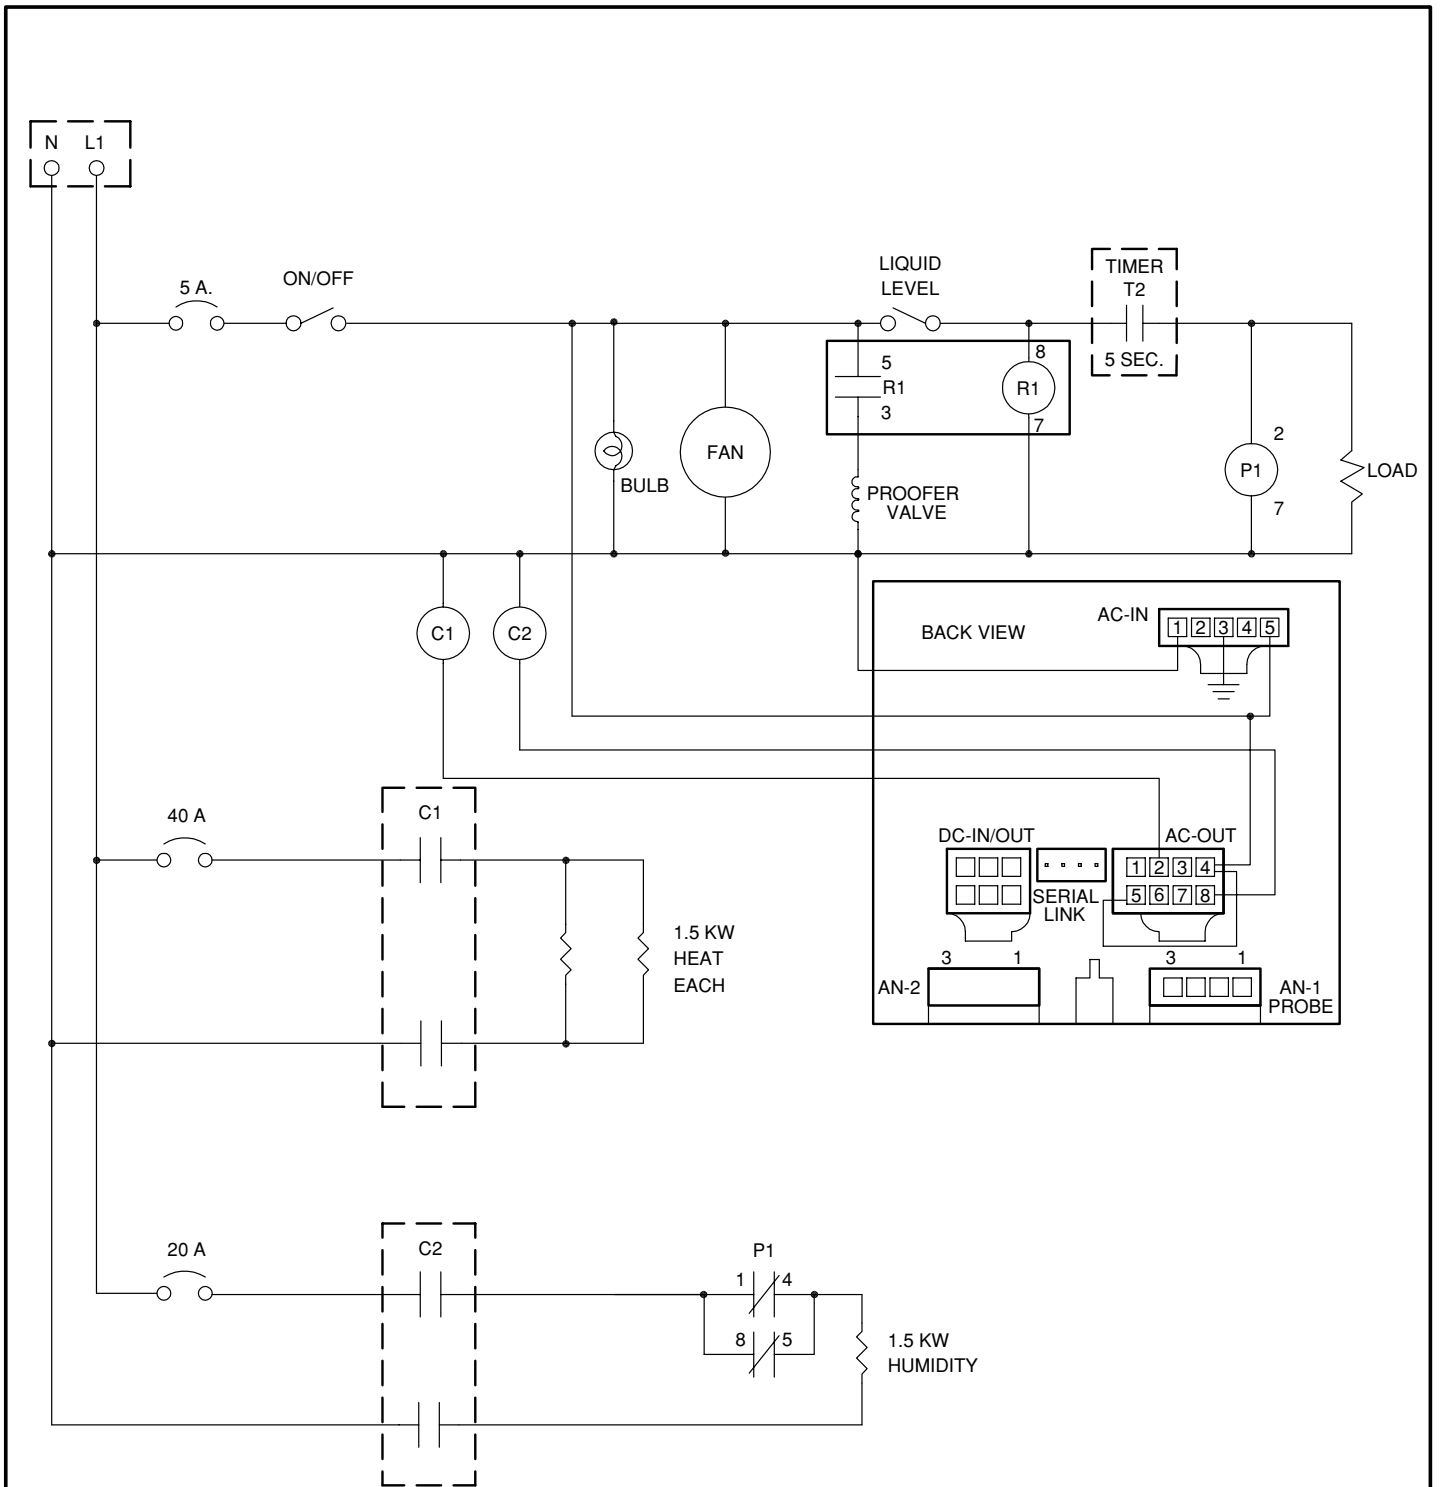 N L1
5 A.
ON/OFF
LIQUID
LEVEL
TIMER
T2
5 SEC.
5
R1
3
8
R1
7
BULB
FAN
PROOFER
VALVE
2
P1
7
LOAD
C1
C2
BACK VIEW
AC-IN
1 2 3 4 5
40 A
C1
1.5 KW
HEAT
EACH
DC-IN/OUT
SERIAL
LINK
AC-OUT
1 2 3 4
5 6 7 8
3 1
AN-2
3 1
AN-1
PROBE
20 A
C2
P1
1 4
8 5
1.5 KW
HUMIDITY